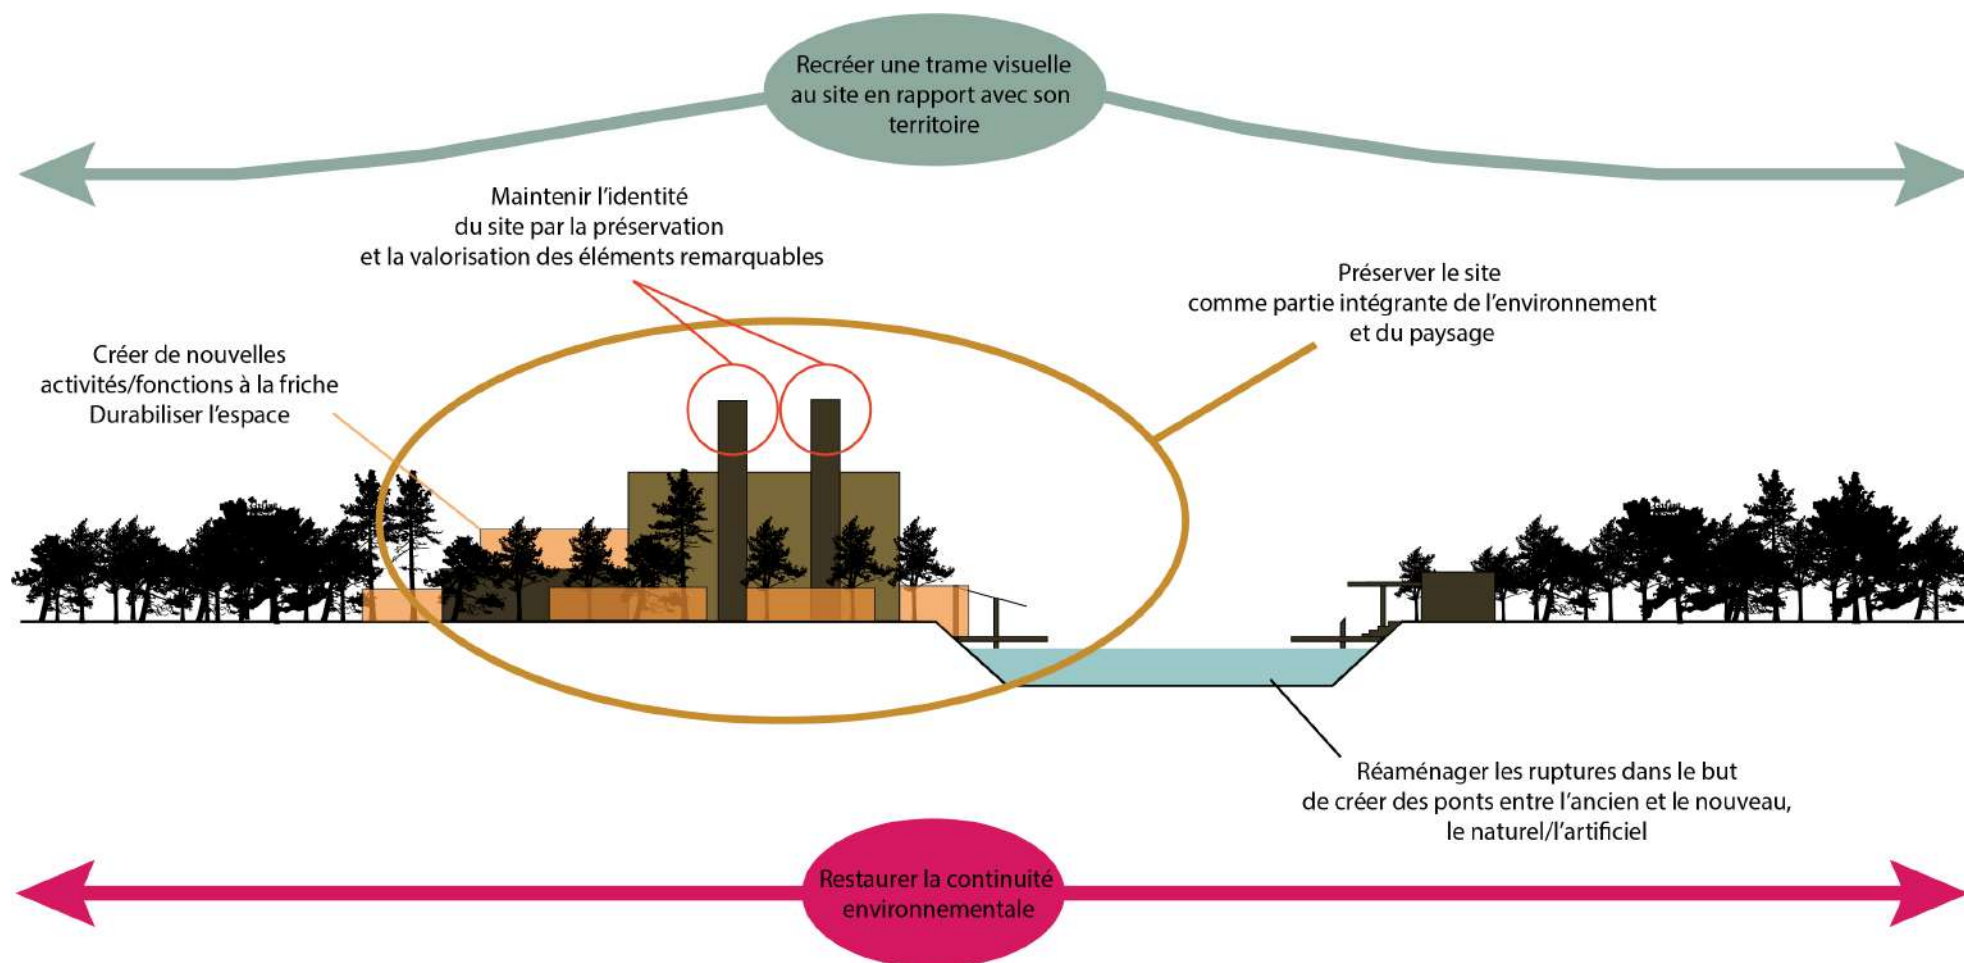 Recréer une trame visuelle
au site en rapport avec son
territoire
Maintenir l'identité
du site par la préservation
et la valorisation des éléments remarquables
Préserver le site
comme partie intégrante de l'environnement
et du paysage
Créer de nouvelles
activités/fonctions à la friche
Durabiliser l'espace
Réaménager les ruptures dans le but
de créer des ponts entre l'ancien et le nouveau,
le naturel/l'artificiel
Restaurer la continuité
environnementale